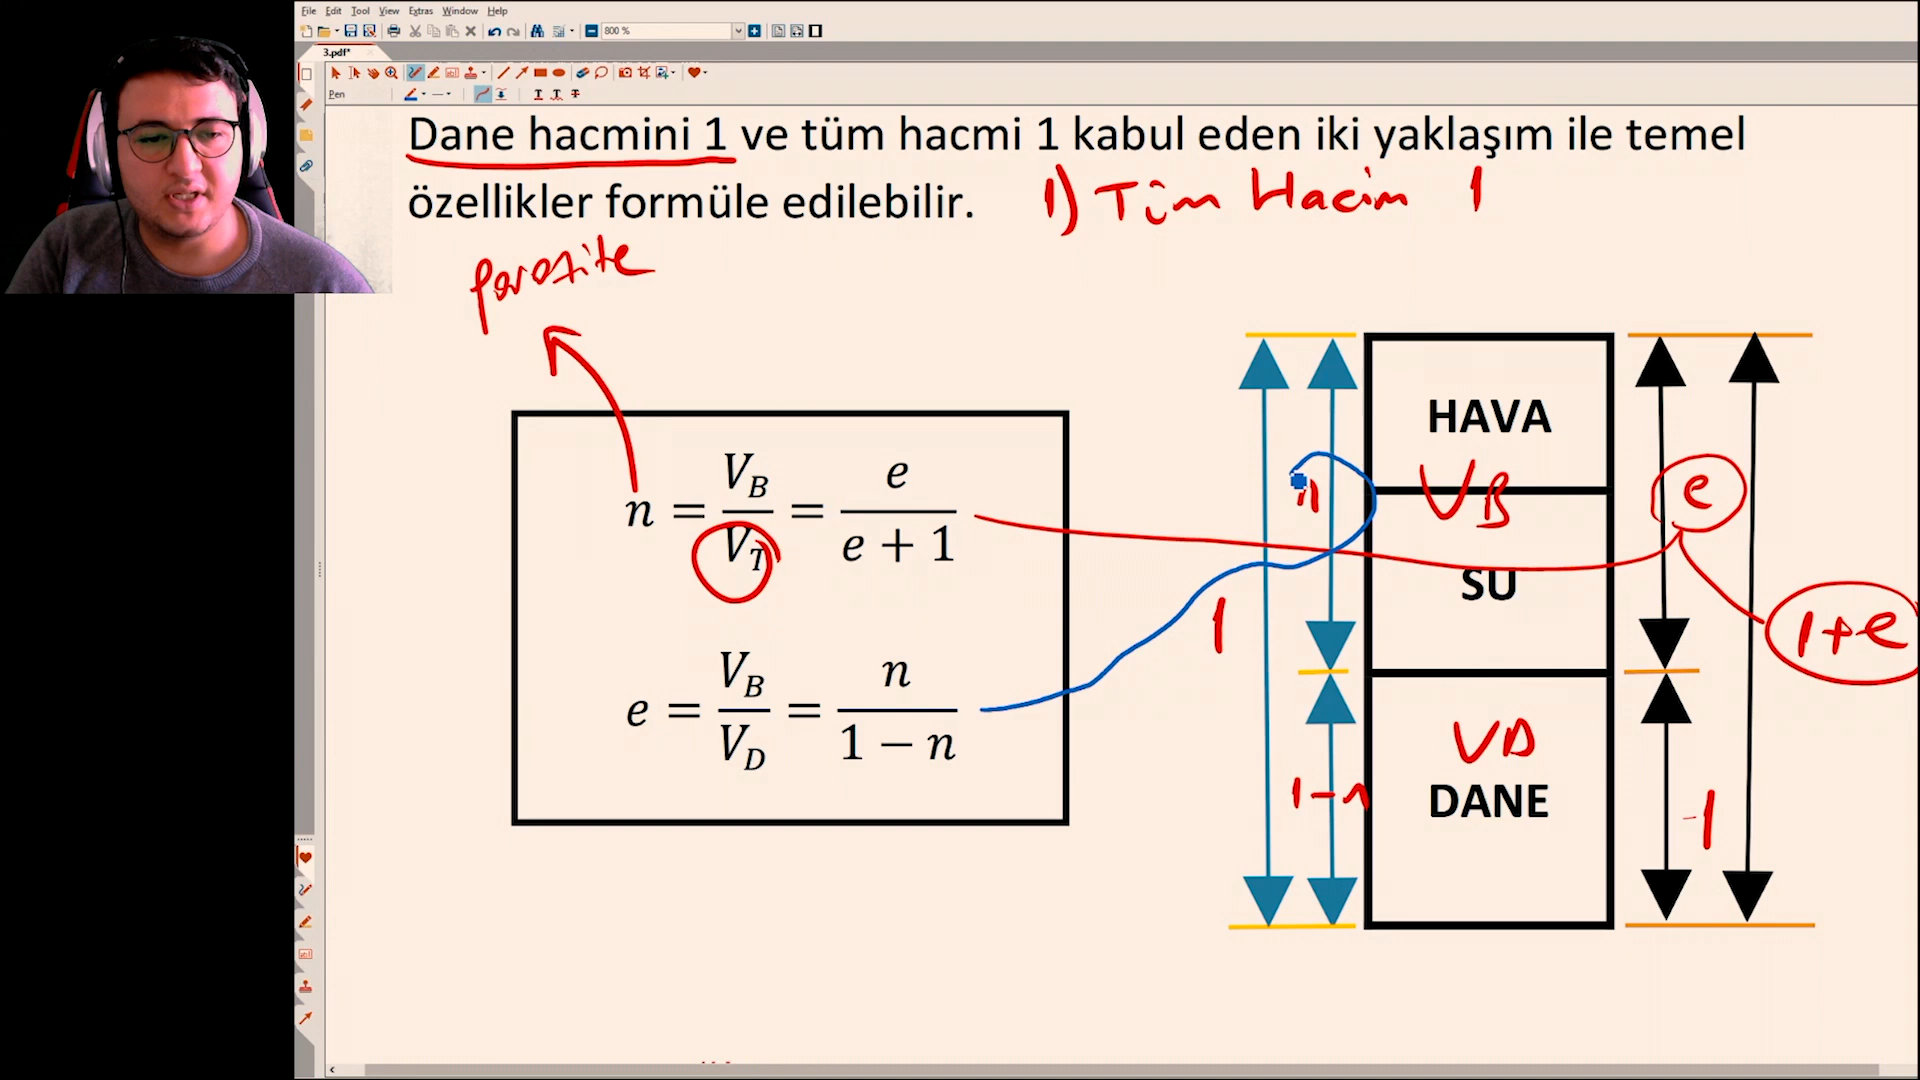 File Edit Tool View Extras Window Help
800 %
3.pdf*
Pen
Dane hacmini 1 ve tüm hacmi 1 kabul eden iki yaklaşım ile temel
özellikler formüle edilebilir.
1) Tüm Hacim 1
porozite
n = V_B / V_T = e / e + 1
e = V_B / V_D = n / 1 − n
HAVA
n
VB
e
SU
1
1+e
VD
1-n
DANE
1